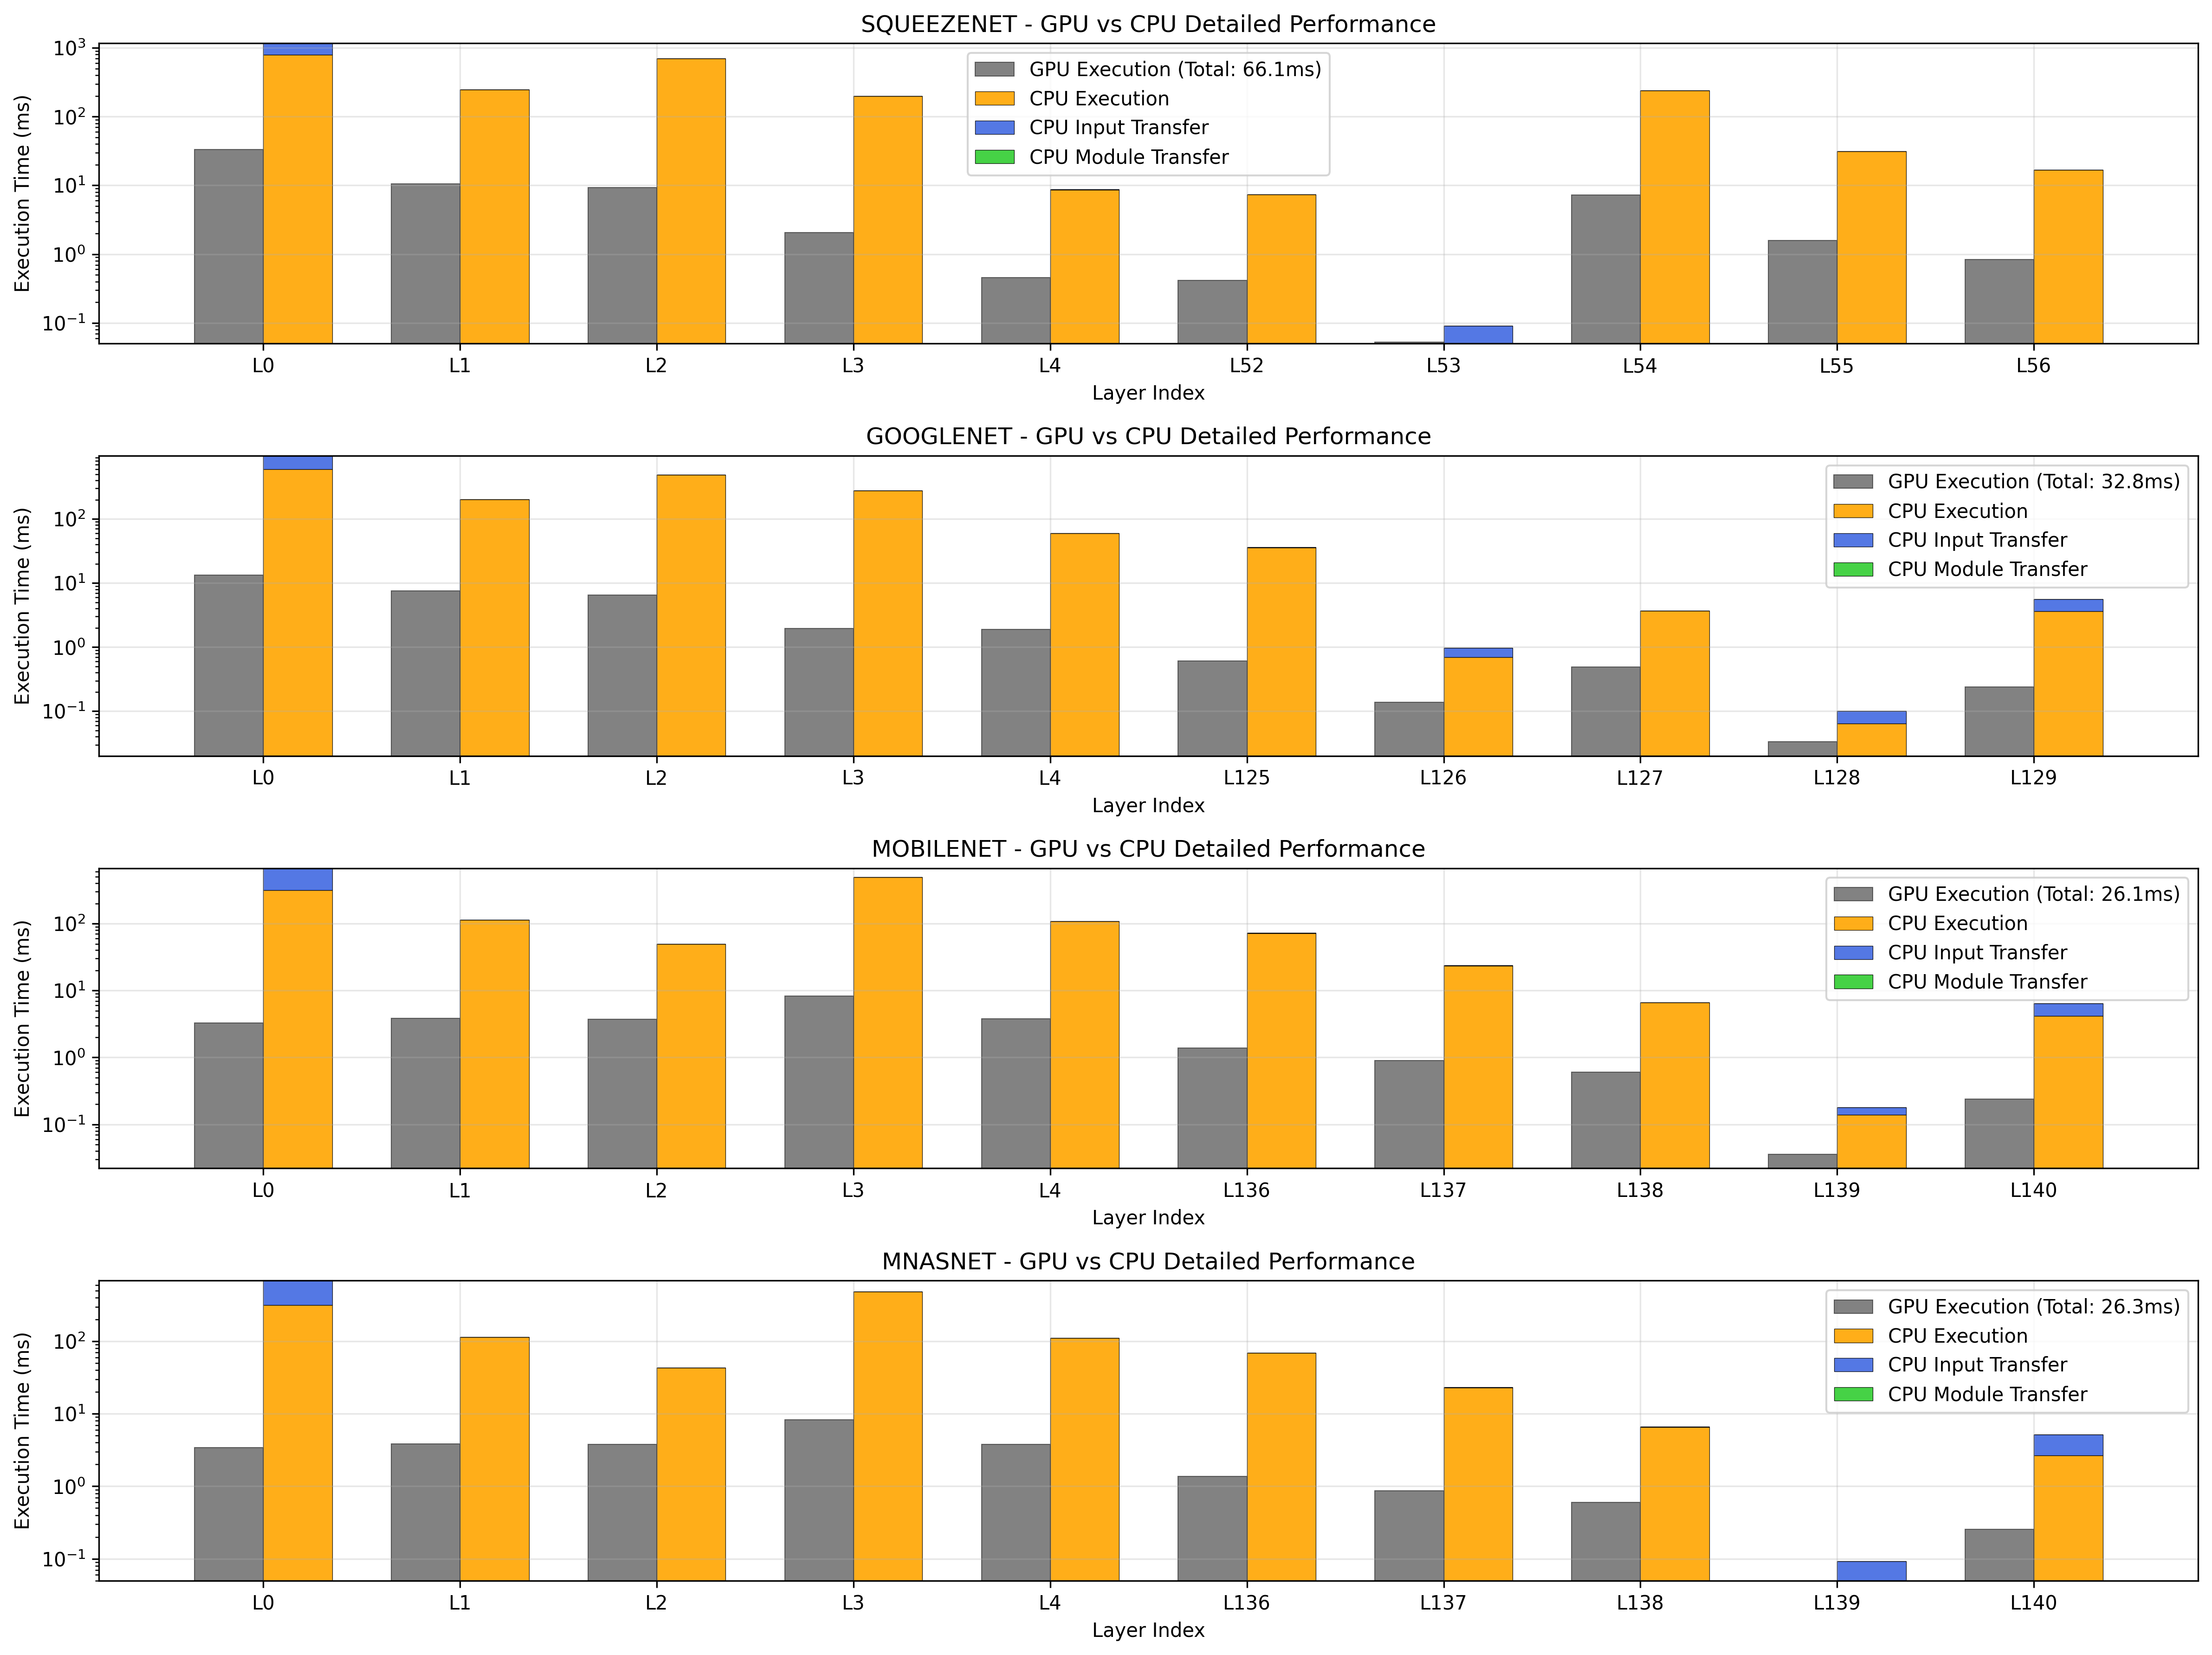 SQUEEZENET - GPU vs CPU Detailed Performance
10³
10²
10¹
10⁰
10⁻¹
Execution Time (ms)
GPU Execution (Total: 66.1ms)
CPU Execution
CPU Input Transfer
CPU Module Transfer
L0 L1 L2 L3 L4 L52 L53 L54 L55 L56
Layer Index
GOOGLENET - GPU vs CPU Detailed Performance
10²
10¹
10⁰
10⁻¹
Execution Time (ms)
GPU Execution (Total: 32.8ms)
CPU Execution
CPU Input Transfer
CPU Module Transfer
L0 L1 L2 L3 L4 L125 L126 L127 L128 L129
Layer Index
MOBILENET - GPU vs CPU Detailed Performance
10²
10¹
10⁰
10⁻¹
Execution Time (ms)
GPU Execution (Total: 26.1ms)
CPU Execution
CPU Input Transfer
CPU Module Transfer
L0 L1 L2 L3 L4 L136 L137 L138 L139 L140
Layer Index
MNASNET - GPU vs CPU Detailed Performance
10²
10¹
10⁰
10⁻¹
Execution Time (ms)
GPU Execution (Total: 26.3ms)
CPU Execution
CPU Input Transfer
CPU Module Transfer
L0 L1 L2 L3 L4 L136 L137 L138 L139 L140
Layer Index